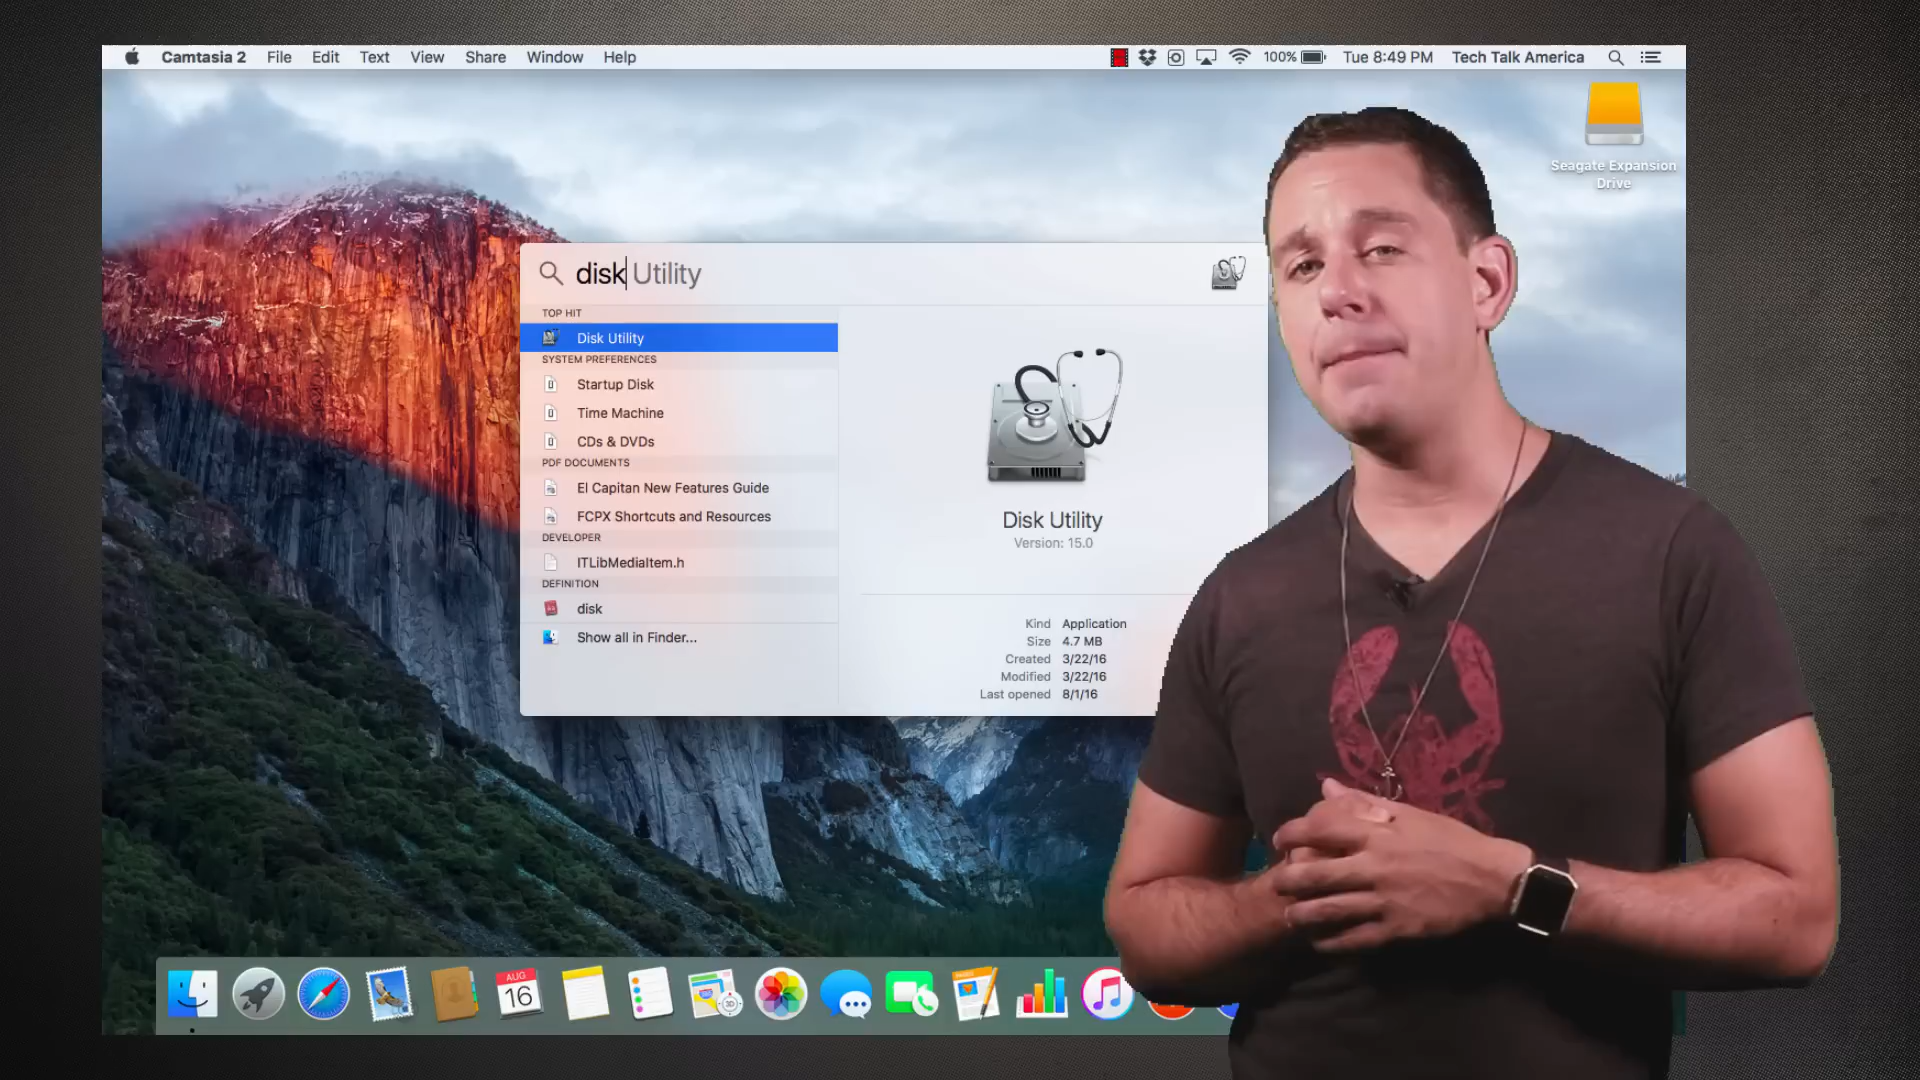 Camtasia 2 File Edit Text View Share Window Help 100% Tue 8:49 PM Tech Talk America
Seagate Expansion
Drive
disk Utility
TOP HIT
Disk Utility
SYSTEM PREFERENCES
Startup Disk
Time Machine
CDs & DVDs
PDF DOCUMENTS
El Capitan New Features Guide
FCPX Shortcuts and Resources
DEVELOPER
ITLibMediaItem.h
DEFINITION
disk
Show all in Finder...
Disk Utility
Version: 15.0
Kind Application
Size 4.7 MB
Created 3/22/16
Modified 3/22/16
Last opened 8/1/16
AUG
16
3D